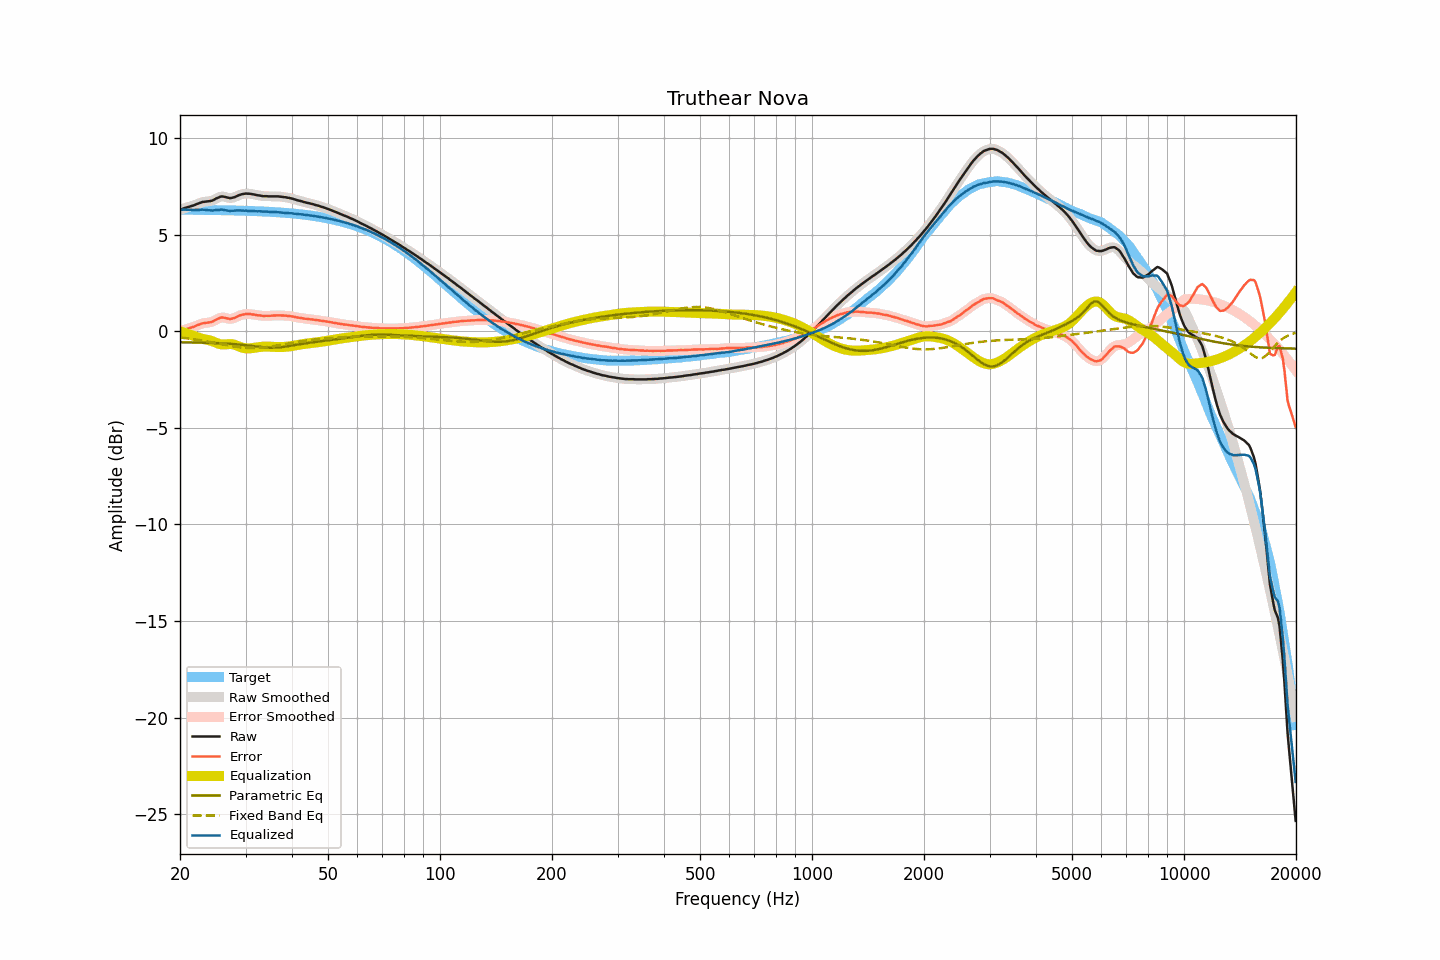 Truthear Nova
10
5
0
−5
−10
−15
−20
−25
Amplitude (dBr)
Target
Raw Smoothed
Error Smoothed
Raw
Error
Equalization
Parametric Eq
Fixed Band Eq
Equalized
20 50 100 200 500 1000 2000 5000 10000 20000
Frequency (Hz)